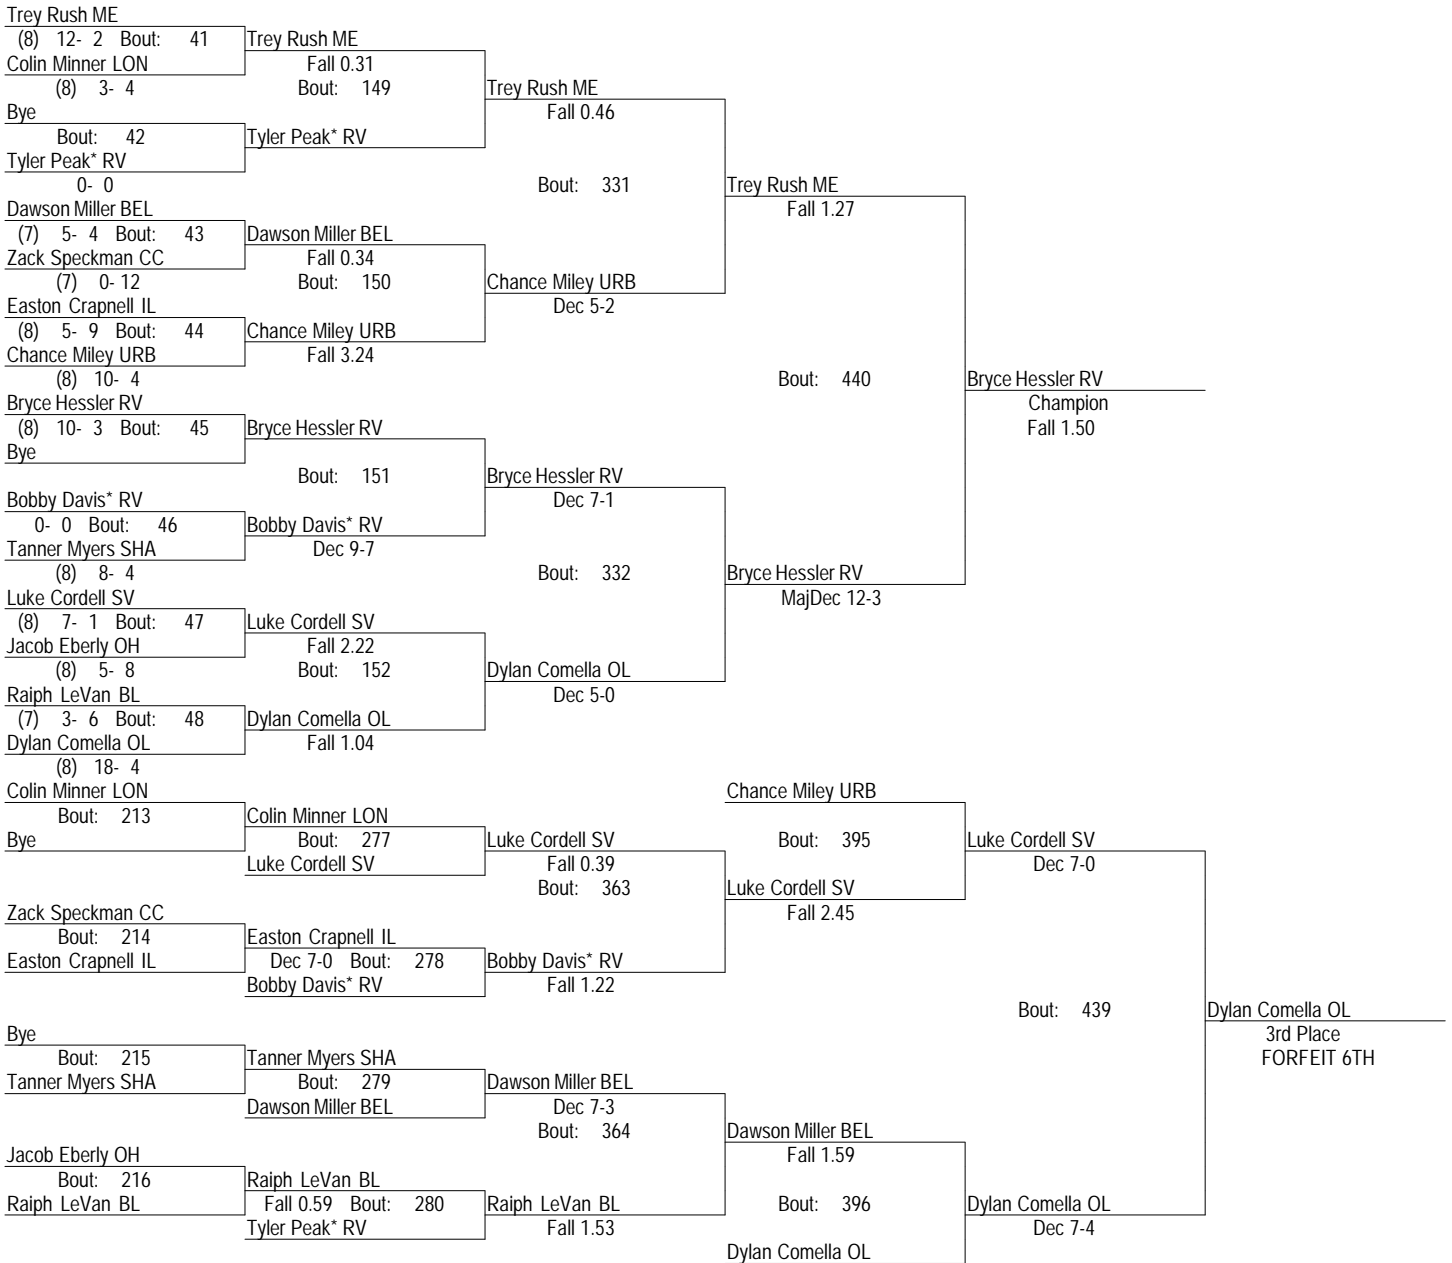 Trey Rush ME
(8) 12- 2 Bout: 41 Trey Rush ME
Colin Minner LON Fall 0.31
(8) 3- 4 Bout: 149 Trey Rush ME
Bye Fall 0.46
Bout: 42 Tyler Peak* RV
Tyler Peak* RV
0- 0 Bout: 331 Trey Rush ME
Dawson Miller BEL Fall 1.27
(7) 5- 4 Bout: 43 Dawson Miller BEL
Zack Speckman CC Fall 0.34
(7) 0- 12 Bout: 150 Chance Miley URB
Easton Crapnell IL Dec 5-2
(8) 5- 9 Bout: 44 Chance Miley URB
Chance Miley URB Fall 3.24
(8) 10- 4 Bout: 440 Bryce Hessler RV
Bryce Hessler RV Champion
(8) 10- 3 Bout: 45 Bryce Hessler RV Fall 1.50
Bye
Bout: 151 Bryce Hessler RV
Bobby Davis* RV Dec 7-1
0- 0 Bout: 46 Bobby Davis* RV
Tanner Myers SHA Dec 9-7
(8) 8- 4 Bout: 332 Bryce Hessler RV
Luke Cordell SV MajDec 12-3
(8) 7- 1 Bout: 47 Luke Cordell SV
Jacob Eberly OH Fall 2.22
(8) 5- 8 Bout: 152 Dylan Comella OL
Raiph LeVan BL Dec 5-0
(7) 3- 6 Bout: 48 Dylan Comella OL
Dylan Comella OL Fall 1.04
(8) 18- 4
Colin Minner LON Chance Miley URB
Bout: 213 Colin Minner LON
Bye Bout: 277 Luke Cordell SV Bout: 395 Luke Cordell SV
Luke Cordell SV Fall 0.39 Dec 7-0
Bout: 363 Luke Cordell SV
Zack Speckman CC Fall 2.45
Bout: 214 Easton Crapnell IL
Easton Crapnell IL Dec 7-0 Bout: 278 Bobby Davis* RV
Bobby Davis* RV Fall 1.22
Bout: 439 Dylan Comella OL
Bye 3rd Place
Bout: 215 Tanner Myers SHA FORFEIT 6TH
Tanner Myers SHA Bout: 279 Dawson Miller BEL
Dawson Miller BEL Dec 7-3
Bout: 364 Dawson Miller BEL
Jacob Eberly OH Fall 1.59
Bout: 216 Raiph LeVan BL
Raiph LeVan BL Fall 0.59 Bout: 280 Raiph LeVan BL Bout: 396 Dylan Comella OL
Tyler Peak* RV Fall 1.53 Dec 7-4
Dylan Comella OL